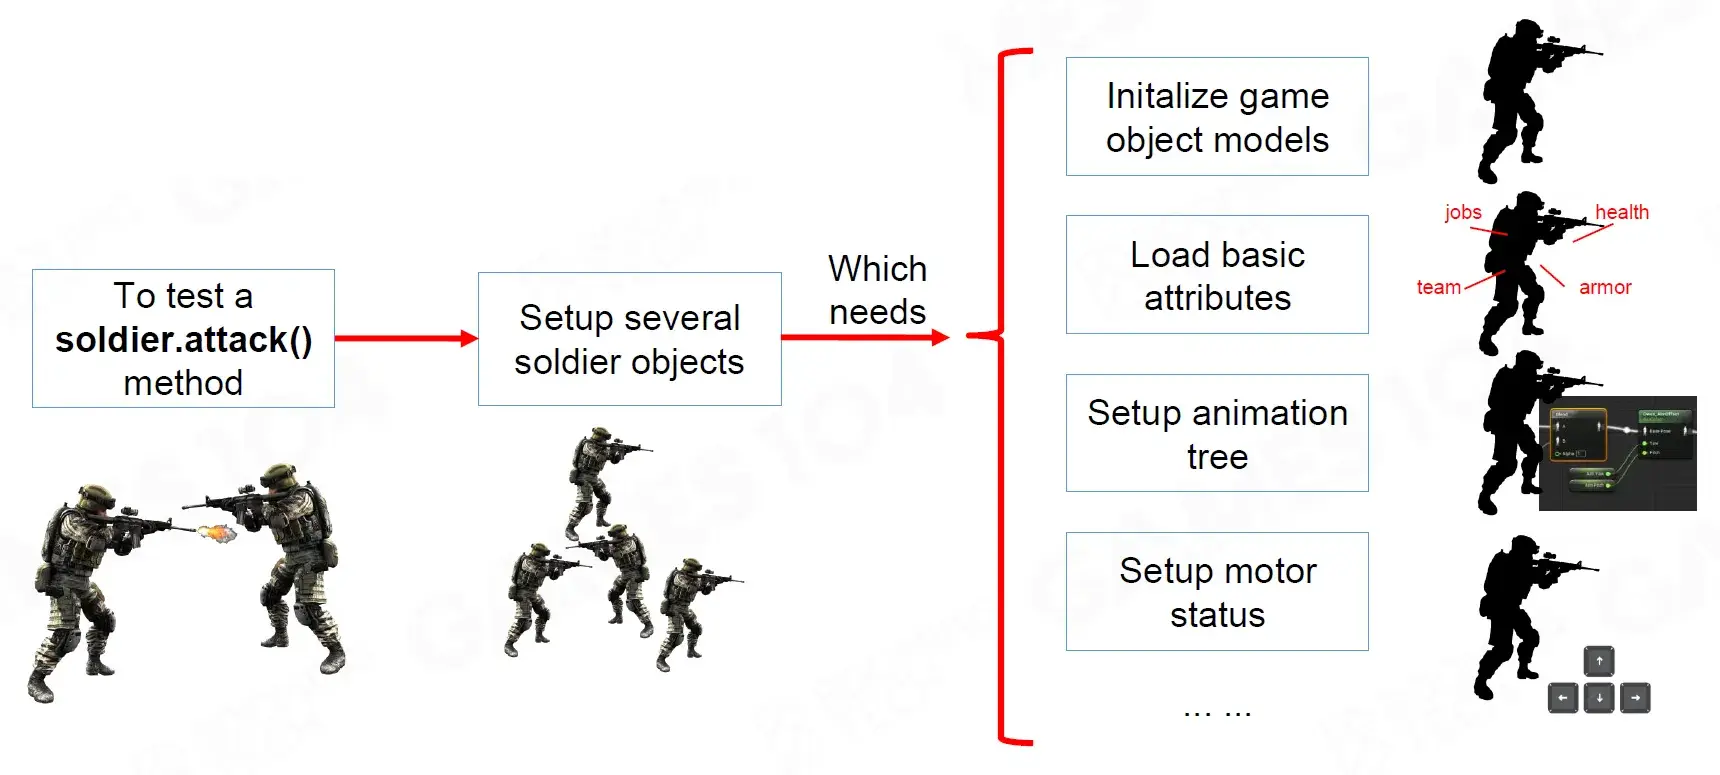 To test a
soldier.attack()
method
Setup several
soldier objects
Which
needs
Initalize game
object models
Load basic
attributes
jobs
health
team
armor
Setup animation
tree
Setup motor
status
... ...